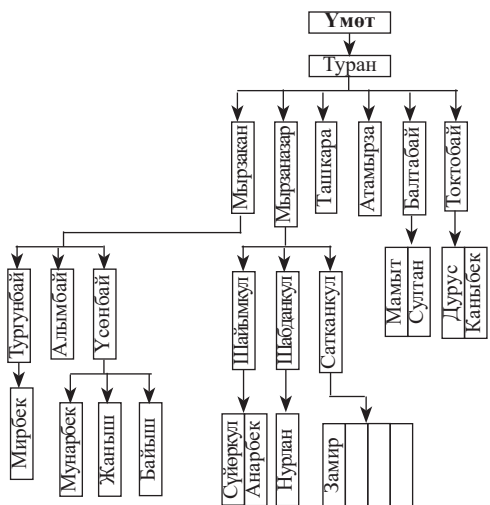 Үмөт
Туран
Мырзакан
Мырзаназар
Ташкара
Атамырза
Балтабай
Токтобай
Мамыт
Султан
Дурус
Каныбек
Тургунбай
Алымбай
Үсөнбай
Шайымкул
Шабданкул
Сатканкул
Мирбек
Мунарбек
Жаныш
Байыш
Сүйөркул
Анарбек
Нурлан
Замир